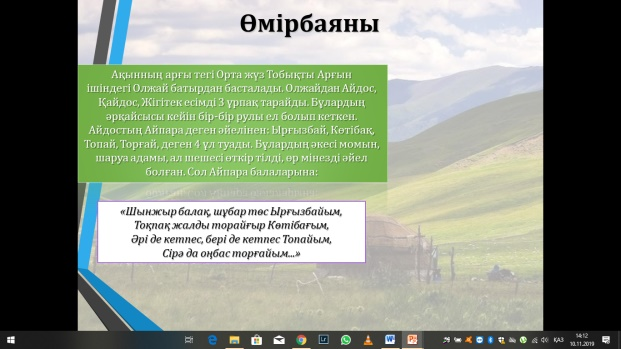 Өмірбаяны
Ақынның арғы тегі Орта жүз Тобықты Арғын
ішіндегі Олжай батырдан басталады. Олжайдан Айдос,
Қайдос, Жігітек есімді 3 ұрпақ тарайды. Бұлардың
әрқайсысы кейін бір-бір рулы ел болып кеткен.
Айдостың Айпара деген әйелінен: Ырғызбай, Көтібақ,
Топай, Торғай, деген 4 ұл туады. Бұлардың әкесі момын,
шаруа адамы, ал шешесі өткір тілді, өр мінезді әйел
болған. Сол Айпара балаларына:
«Шынжыр балақ, шұбар төс Ырғызбайым,
Тоқпақ жалды торайғыр Көтібағым,
Әрі де кетпес, бері де кетпес Топайым,
Сірә да оңбас торғайым...»
ҚАЗ
14:12
10.11.2019